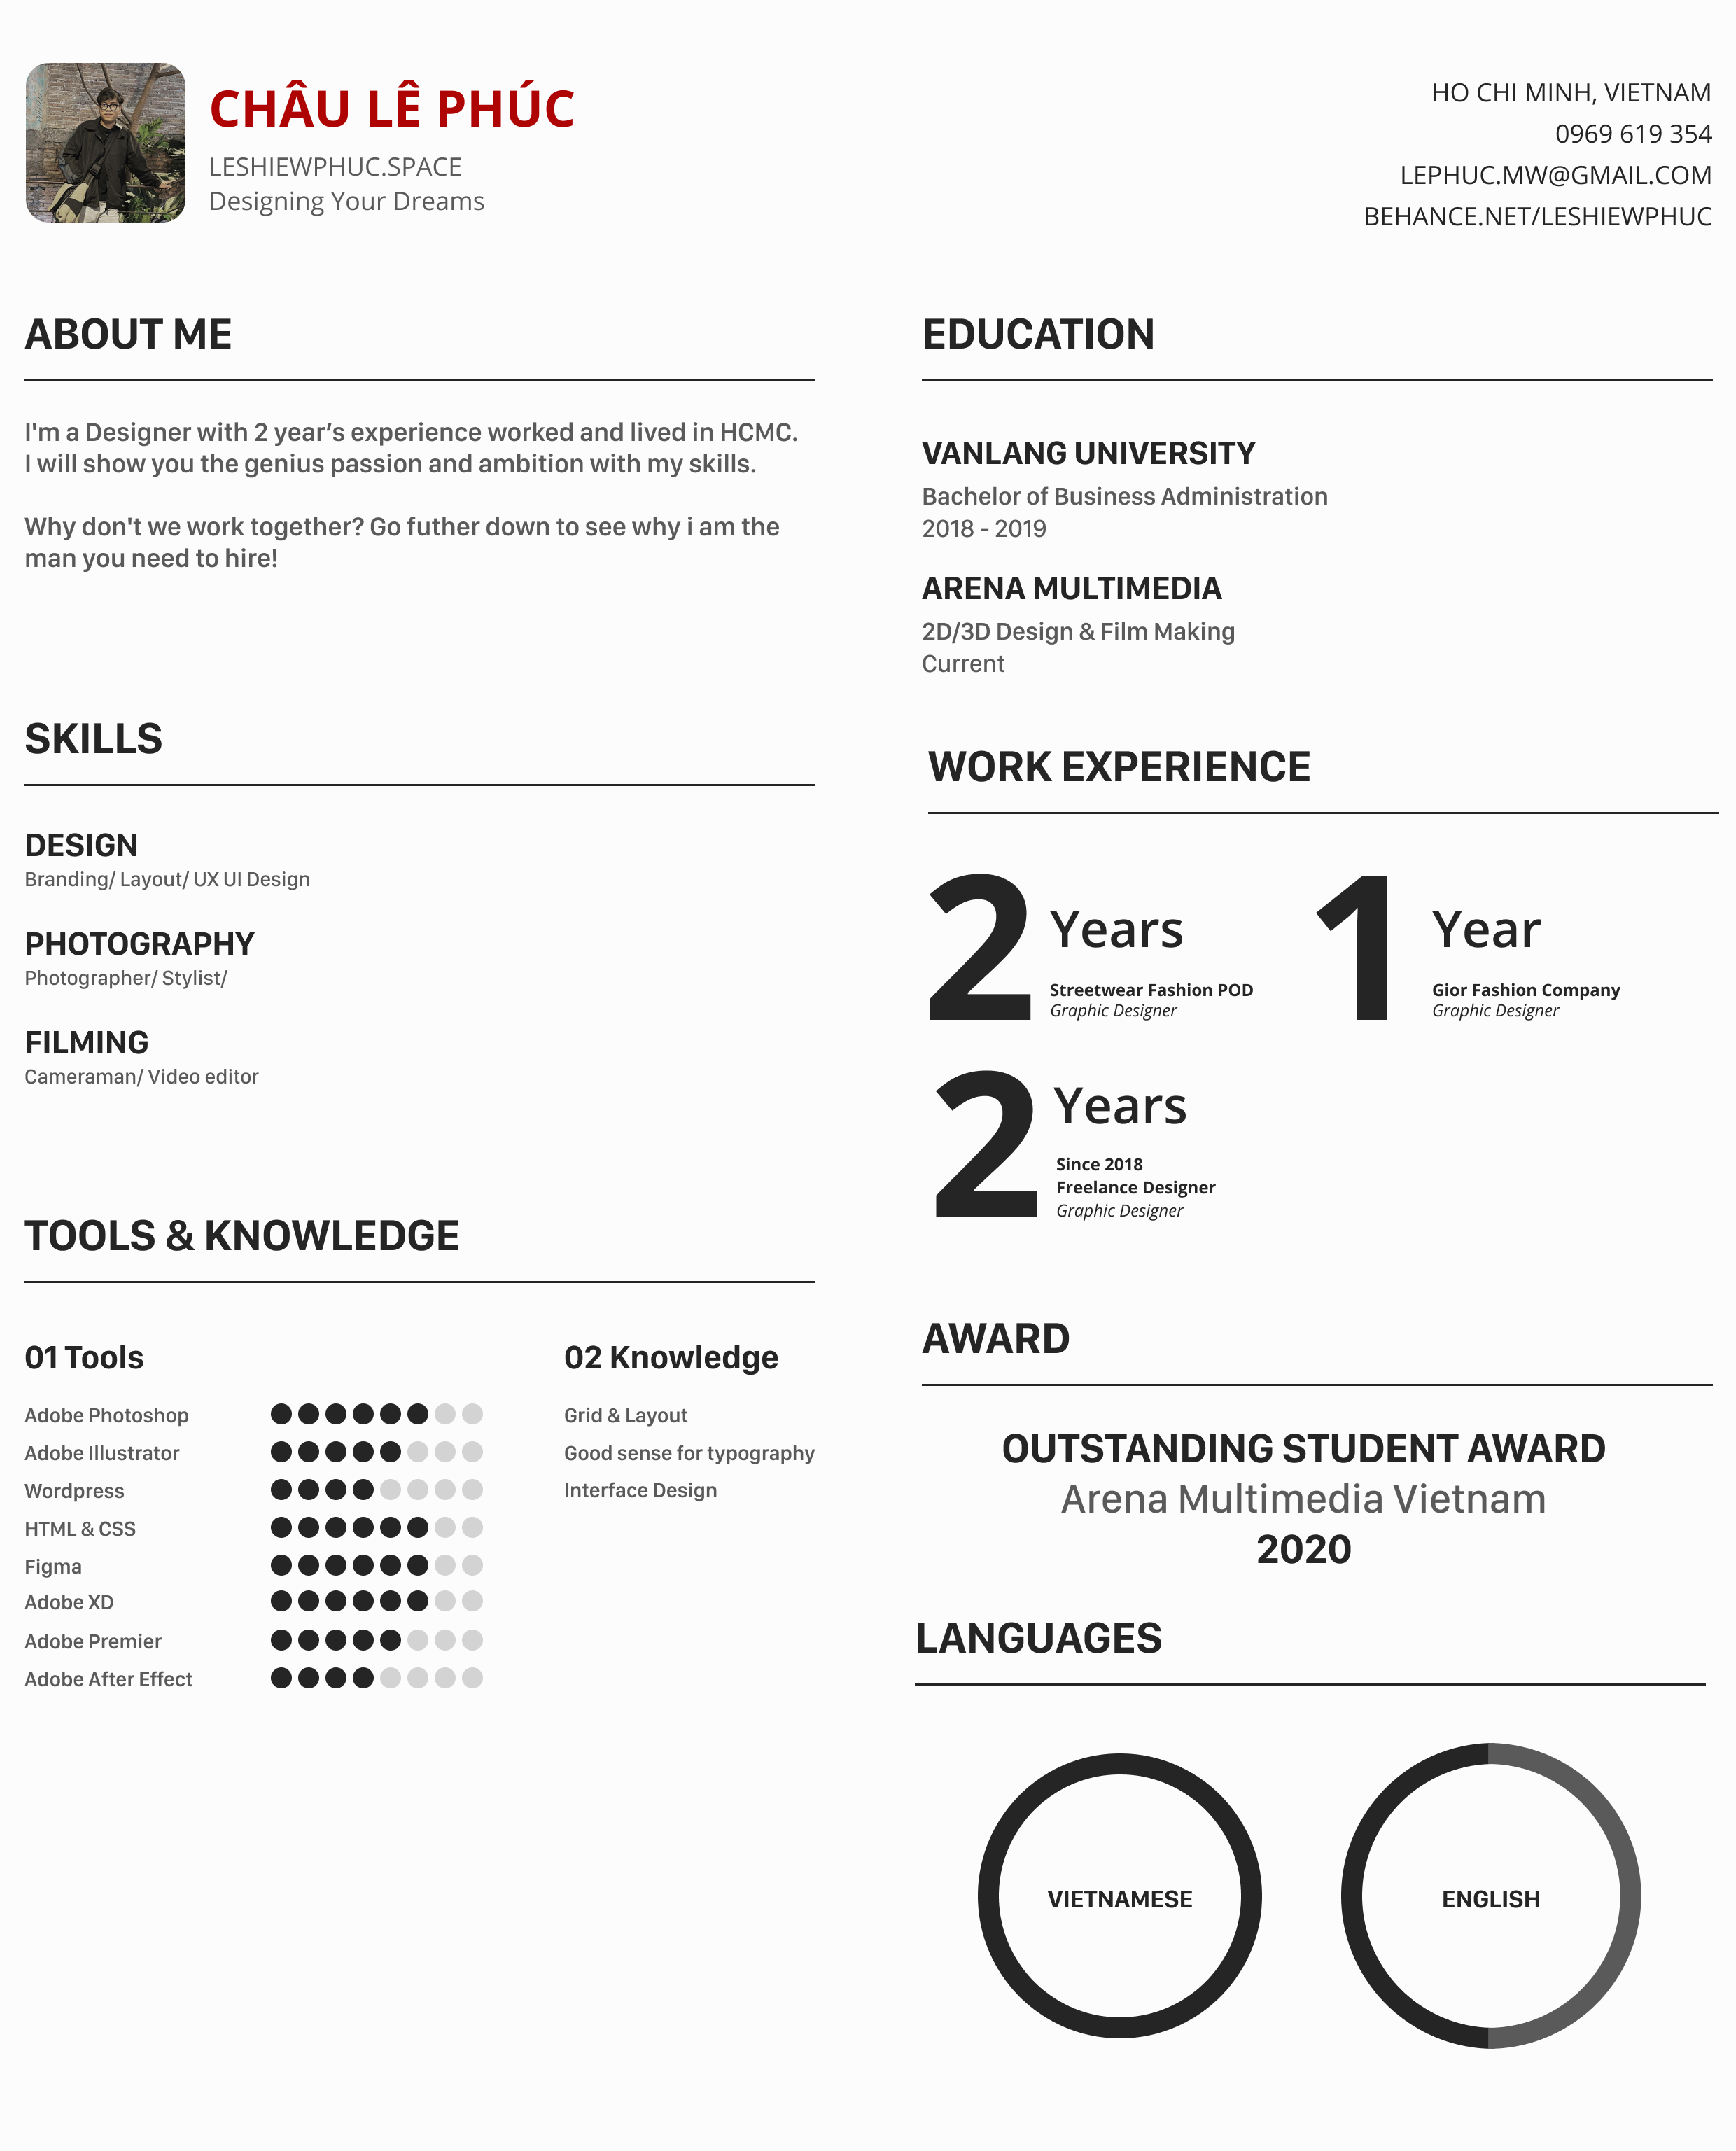 CHÂU LÊ PHÚC
LESHIEWPHUC.SPACE
Designing Your Dreams
HO CHI MINH, VIETNAM
0969 619 354
LEPHUC.MW@GMAIL.COM
BEHANCE.NET/LESHIEWPHUC
ABOUT ME
I'm a Designer with 2 year’s experience worked and lived in HCMC.
I will show you the genius passion and ambition with my skills.
Why don't we work together? Go futher down to see why i am the
man you need to hire!
SKILLS
DESIGN
Branding/ Layout/ UX UI Design
PHOTOGRAPHY
Photographer/ Stylist/
FILMING
Cameraman/ Video editor
TOOLS & KNOWLEDGE
01 Tools
Adobe Photoshop
Adobe Illustrator
Wordpress
HTML & CSS
Figma
Adobe XD
Adobe Premier
Adobe After Effect
02 Knowledge
Grid & Layout
Good sense for typography
Interface Design
EDUCATION
VANLANG UNIVERSITY
Bachelor of Business Administration
2018 - 2019
ARENA MULTIMEDIA
2D/3D Design & Film Making
Current
WORK EXPERIENCE
2 Years
Streetwear Fashion POD
Graphic Designer
1 Year
Gior Fashion Company
Graphic Designer
2 Years
Since 2018
Freelance Designer
Graphic Designer
AWARD
OUTSTANDING STUDENT AWARD
Arena Multimedia Vietnam
2020
LANGUAGES
VIETNAMESE
ENGLISH